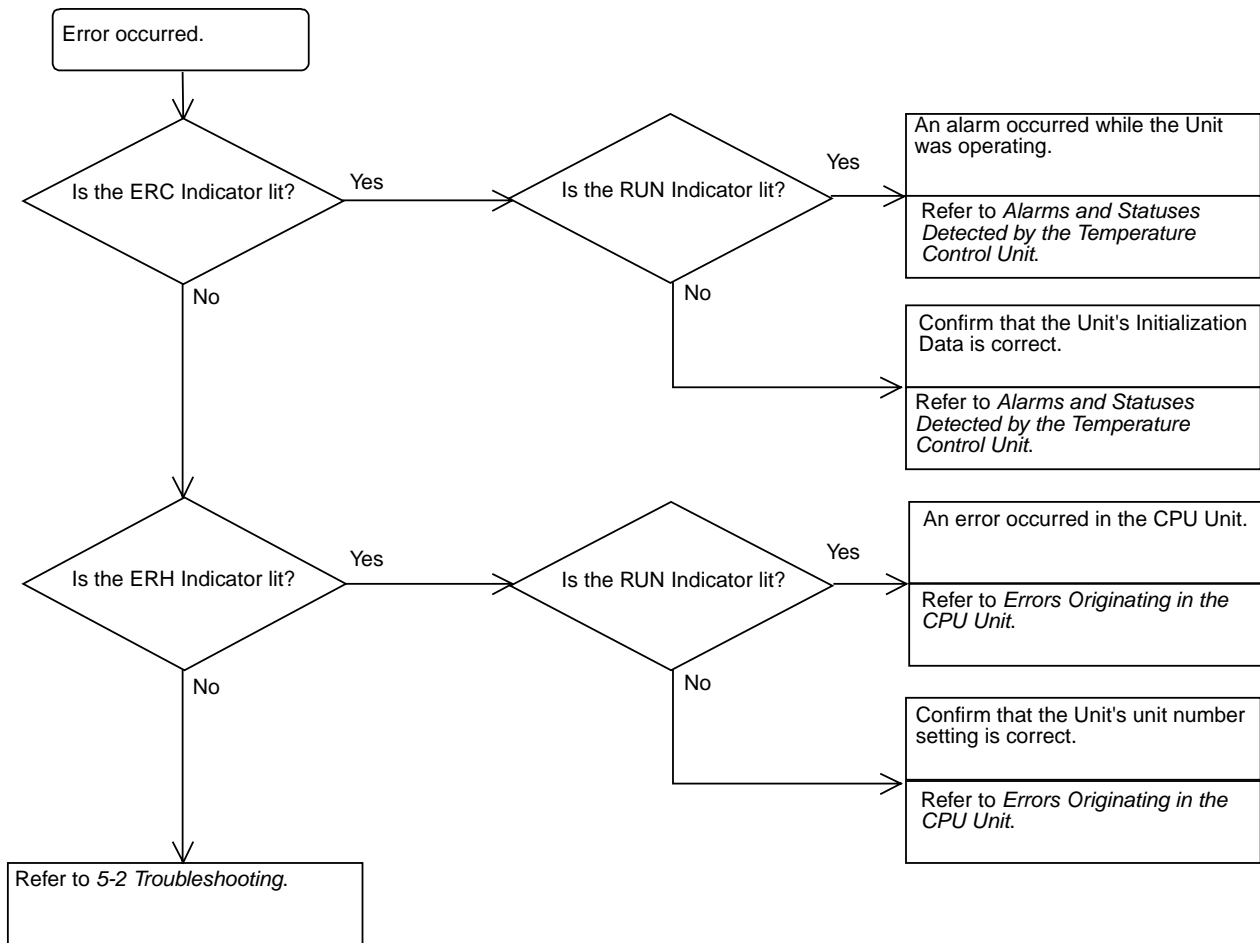 Error occurred.
Is the ERC Indicator lit?
Yes
Is the RUN Indicator lit?
Yes
An alarm occurred while the Unit
was operating.
Refer to Alarms and Statuses
Detected by the Temperature
Control Unit.
No
No
Confirm that the Unit's Initialization
Data is correct.
Refer to Alarms and Statuses
Detected by the Temperature
Control Unit.
Is the ERH Indicator lit?
Yes
Is the RUN Indicator lit?
Yes
An error occurred in the CPU Unit.
Refer to Errors Originating in the
CPU Unit.
No
No
Confirm that the Unit's unit number
setting is correct.
Refer to Errors Originating in the
CPU Unit.
Refer to 5-2 Troubleshooting.